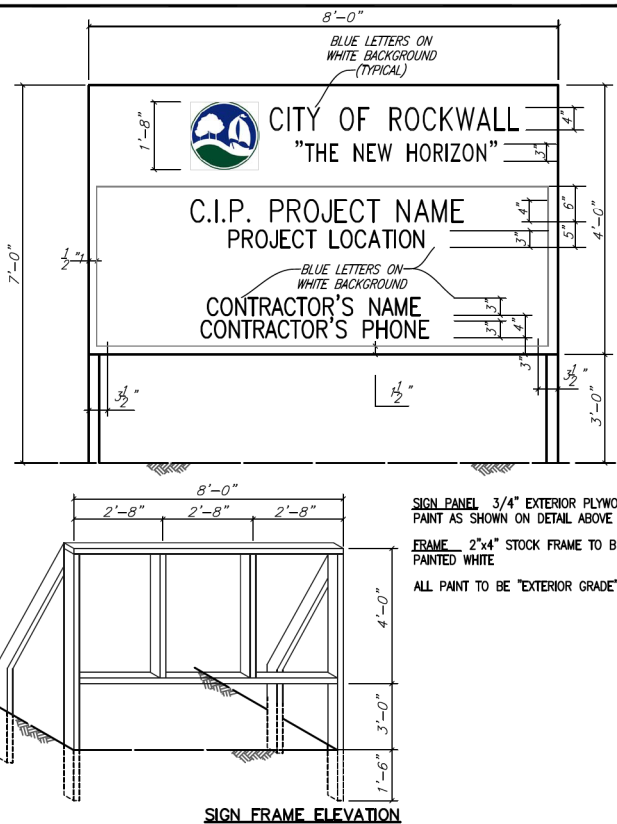 8'-0"
BLUE LETTERS ON
WHITE BACKGROUND
(TYPICAL)
1'-8"
CITY OF ROCKWALL
"THE NEW HORIZON"
4"
3"
C.I.P. PROJECT NAME
PROJECT LOCATION
4"
6"
3"
5"
4'-0"
7'-0"
1/2"
BLUE LETTERS ON
WHITE BACKGROUND
CONTRACTOR'S NAME
CONTRACTOR'S PHONE
3"
3"
4"
3"
3 1/2"
1 1/2"
3 1/2"
3'-0"
8'-0"
2'-8" 2'-8" 2'-8"
4'-0"
3'-0"
1'-6"
SIGN FRAME ELEVATION
SIGN PANEL 3/4" EXTERIOR PLYWO
PAINT AS SHOWN ON DETAIL ABOVE
FRAME 2"x4" STOCK FRAME TO B
PAINTED WHITE
ALL PAINT TO BE "EXTERIOR GRADE"